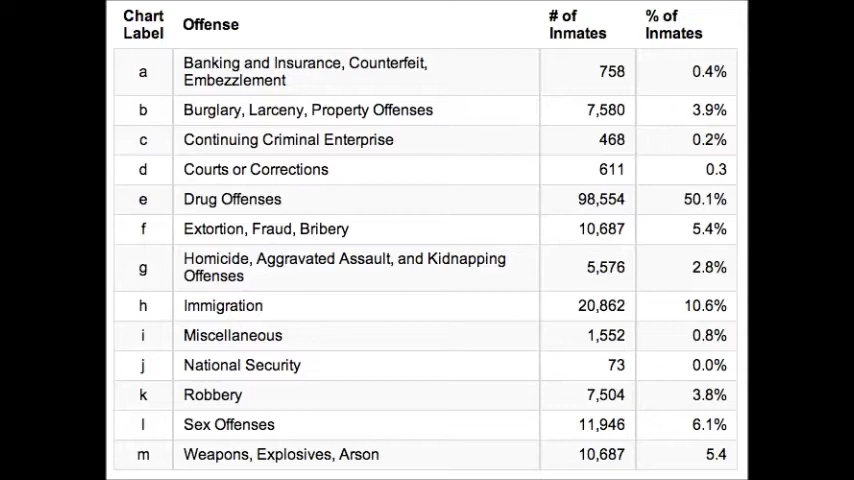 Chart Label Offense # of Inmates % of Inmates
a Banking and Insurance, Counterfeit, Embezzlement 758 0.4%
b Burglary, Larceny, Property Offenses 7,580 3.9%
c Continuing Criminal Enterprise 468 0.2%
d Courts or Corrections 611 0.3
e Drug Offenses 98,554 50.1%
f Extortion, Fraud, Bribery 10,687 5.4%
g Homicide, Aggravated Assault, and Kidnapping Offenses 5,576 2.8%
h Immigration 20,862 10.6%
i Miscellaneous 1,552 0.8%
j National Security 73 0.0%
k Robbery 7,504 3.8%
l Sex Offenses 11,946 6.1%
m Weapons, Explosives, Arson 10,687 5.4